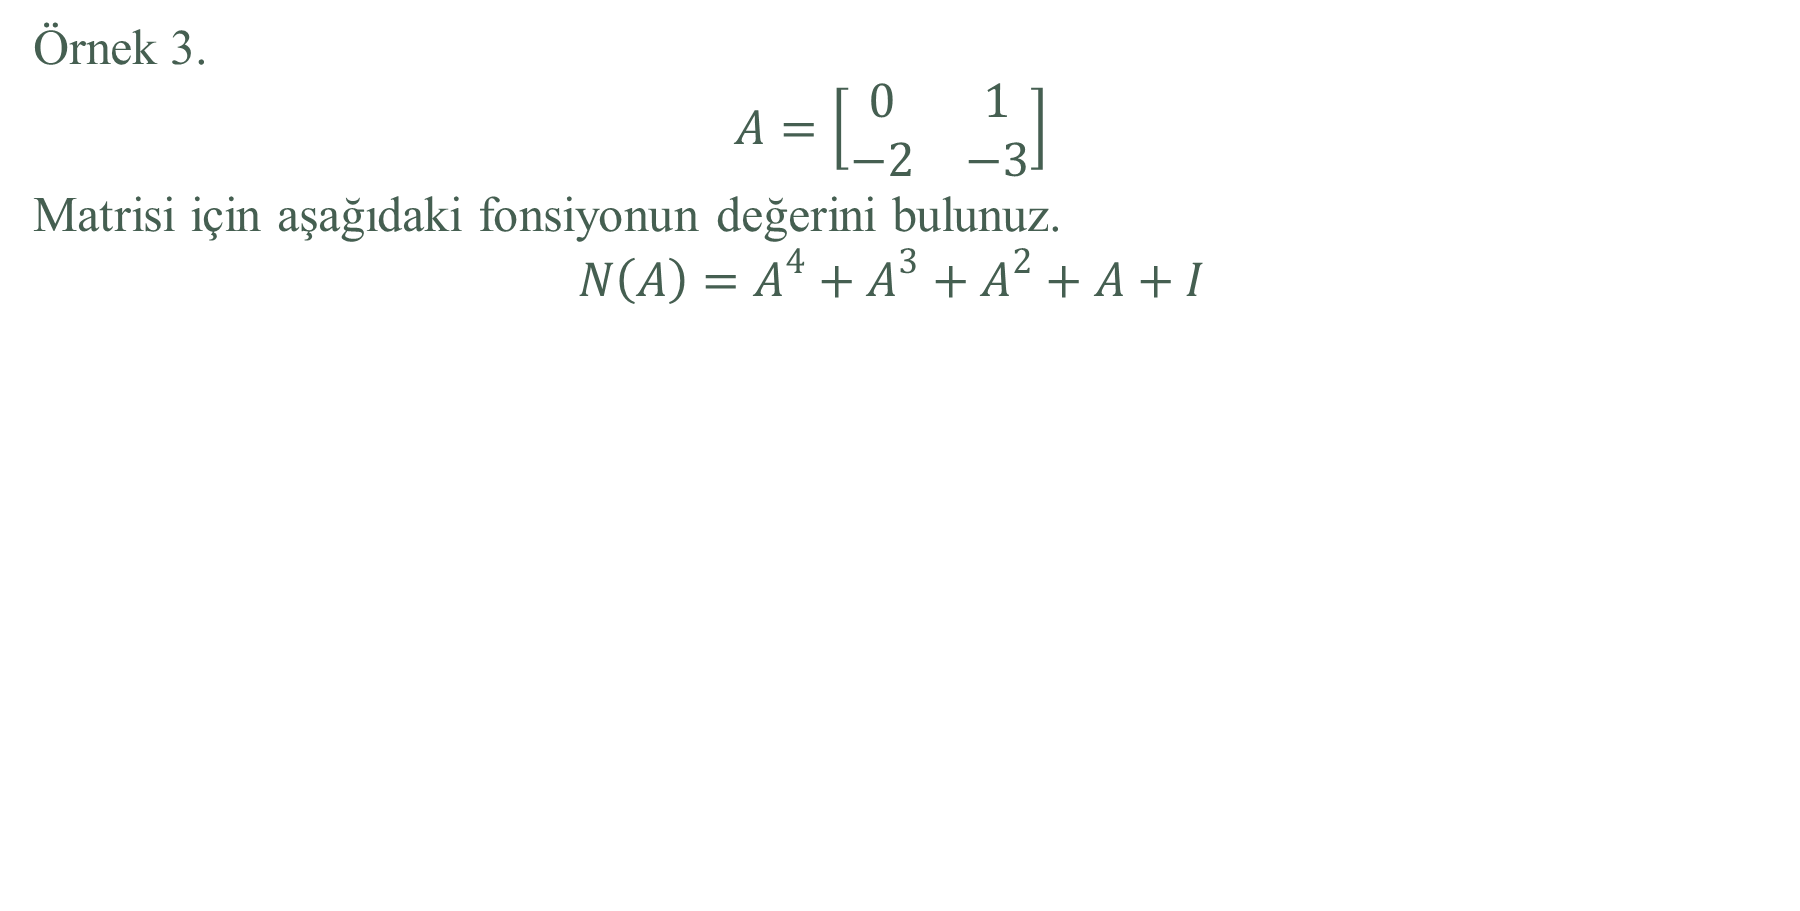 Örnek 3.
A = [0 1
−2 −3]
Matrisi için aşağıdaki fonsiyonun değerini bulunuz.
N(A) = A⁴ + A³ + A² + A + I